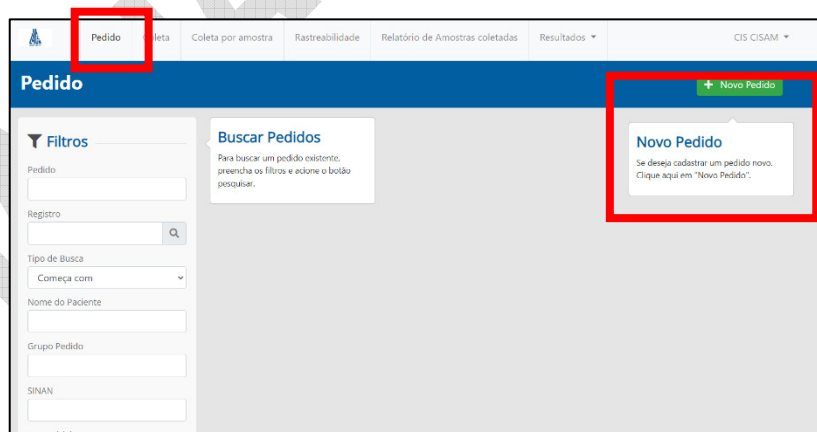 Pedido Coleta Coleta por amostra Rastreabilidade Relatório de Amostras coletadas Resultados CIS CISAM
Pedido
+ Novo Pedido
Filtros
Pedido
Registro
Tipo de Busca
Começa com
Nome do Paciente
Grupo Pedido
SINAN
Buscar Pedidos
Para buscar um pedido existente,
preencha os filtros e acione o botão
pesquisar.
Novo Pedido
Se deseja cadastrar um pedido novo.
Clique aqui em "Novo Pedido".